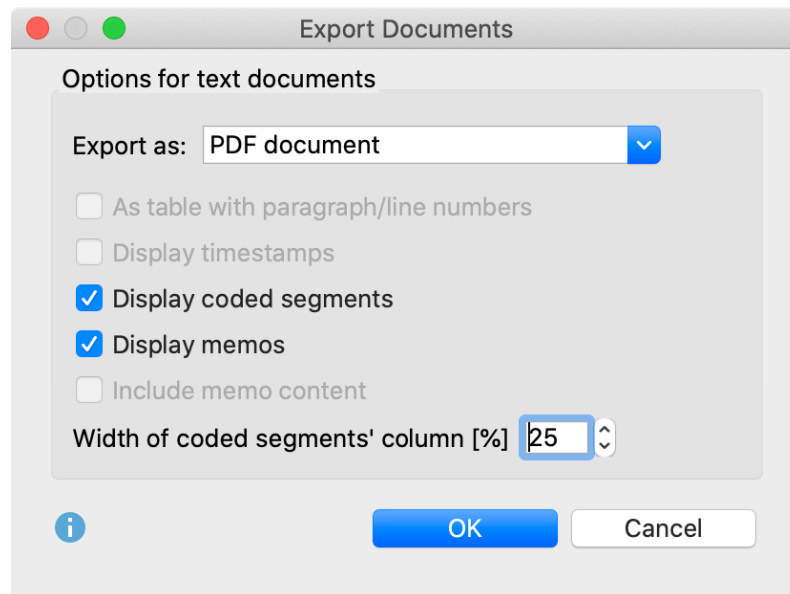 Export Documents
Options for text documents
Export as: PDF document
As table with paragraph/line numbers
Display timestamps
Display coded segments
Display memos
Include memo content
Width of coded segments' column [%] 25
OK Cancel